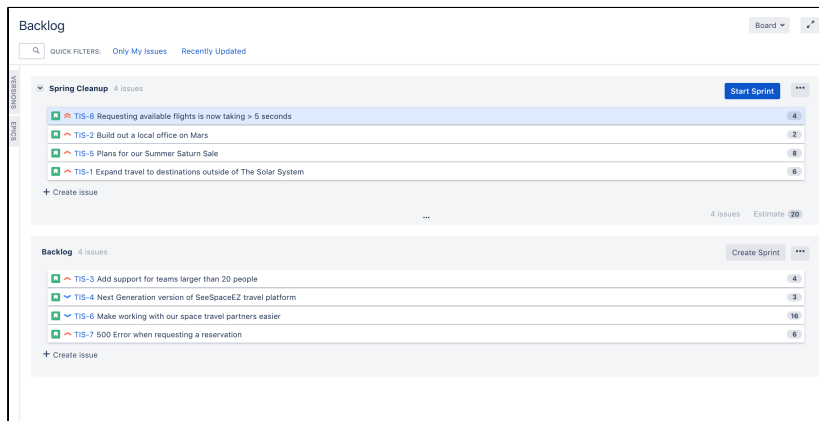 Backlog
Board
QUICK FILTERS: Only My Issues Recently Updated
VERSIONS
EPICS
Spring Cleanup 4 issues
Start Sprint ...
TIS-8 Requesting available flights is now taking > 5 seconds 4
TIS-2 Build out a local office on Mars 2
TIS-5 Plans for our Summer Saturn Sale 8
TIS-1 Expand travel to destinations outside of The Solar System 6
+ Create issue
...
4 issues Estimate 20
Backlog 4 issues
Create Sprint ...
TIS-3 Add support for teams larger than 20 people 4
TIS-4 Next Generation version of SeeSpaceEZ travel platform 3
TIS-6 Make working with our space travel partners easier 16
TIS-7 500 Error when requesting a reservation 6
+ Create issue